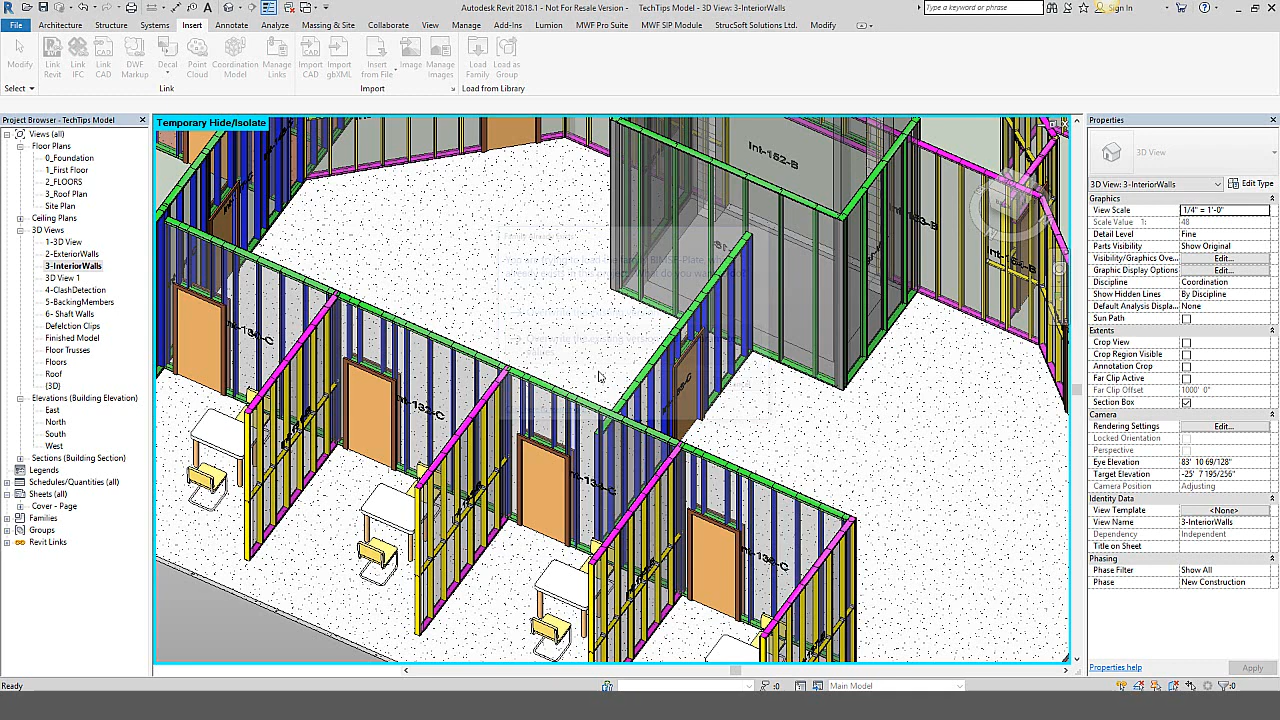 Autodesk Revit 2018.1 - Not For Resale Version - TechTips Model - 3D View: 3-InteriorWalls
Type a keyword or phrase
Sign In
File Architecture Structure Systems Insert Annotate Analyze Massing & Site Collaborate View Manage Add-Ins Lumion MWF Pro Suite MWF SIP Module StrucSoft Solutions Ltd. Modify
Modify
Link Revit
Link IFC
Link CAD
DWF Markup
Decal
Point Cloud
Coordination Model
Manage Links
Import CAD
Import gbXML
Insert from File
Image
Manage Images
Load Family
Load as Group
Select
Link
Import
Load from Library
Project Browser - TechTips Model
Views (all)
Floor Plans
0_Foundation
1_First Floor
2_FLOORS
3_Roof Plan
Site Plan
Ceiling Plans
3D Views
1-3D View
2-ExteriorWalls
3-InteriorWalls
3D View 1
4-ClashDetection
5-BackingMembers
6- Shaft Walls
Defelction Clips
Finished Model
Floor Trusses
Floors
Roof
{3D}
Elevations (Building Elevation)
East
North
South
West
Sections (Building Section)
Legends
Schedules/Quantities (all)
Sheets (all)
Cover - Page
Families
Groups
Revit Links
Temporary Hide/Isolate
Int-152-B
Int-132-C
Properties
3D View
3D View: 3-InteriorWalls
Edit Type
Graphics
View Scale 1/4" = 1'-0"
Scale Value 1: 48
Detail Level Fine
Parts Visibility Show Original
Visibility/Graphics Ove... Edit...
Graphic Display Options Edit...
Discipline Coordination
Show Hidden Lines By Discipline
Default Analysis Displa... None
Sun Path
Extents
Crop View
Crop Region Visible
Annotation Crop
Far Clip Active
Far Clip Offset 1000' 0"
Section Box
Camera
Rendering Settings Edit...
Locked Orientation
Perspective
Eye Elevation 83' 10 69/128"
Target Elevation -25' 7 195/256"
Camera Position Adjusting
Identity Data
View Template <None>
View Name 3-InteriorWalls
Dependency Independent
Title on Sheet
Phasing
Phase Filter Show All
Phase New Construction
Properties help
Apply
Ready
:0
Main Model
:0